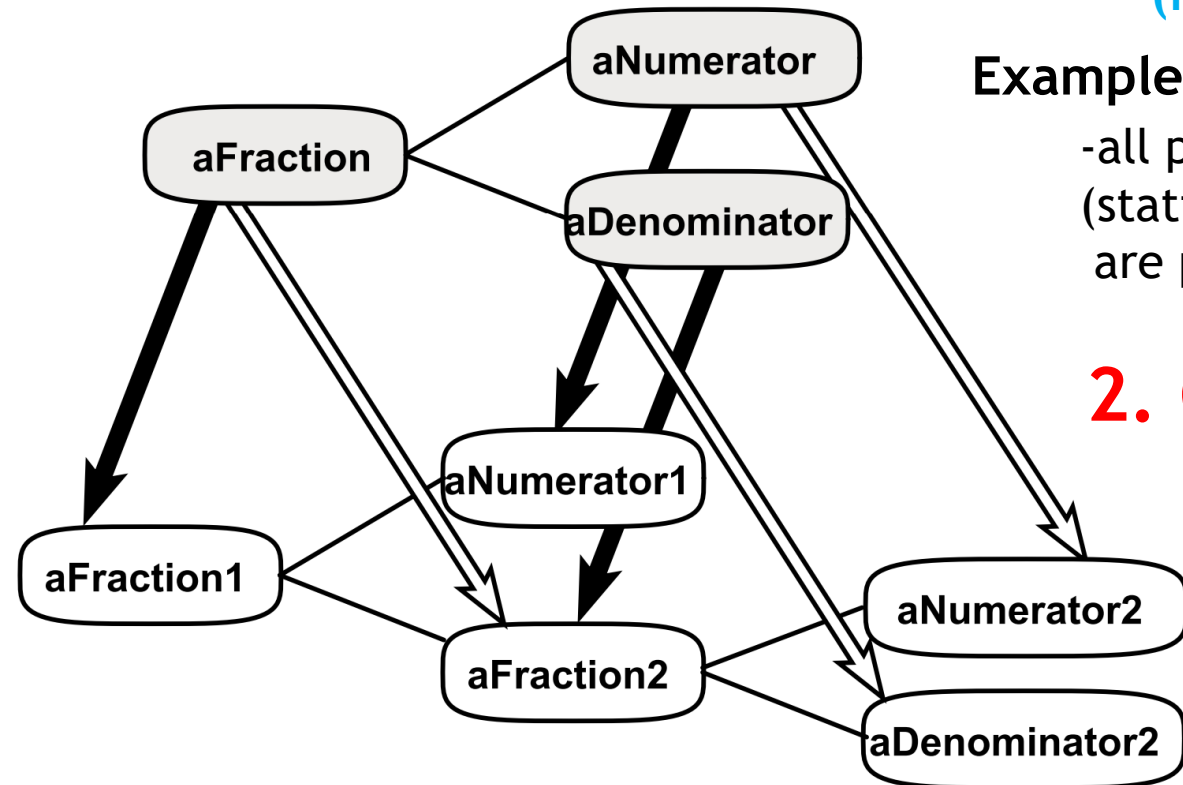 aNumerator
Example
aFraction
-all p
(stat
aDenominator
are p
2.
aNumerator1
aFraction1
aNumerator2
aFraction2
aDenominator2